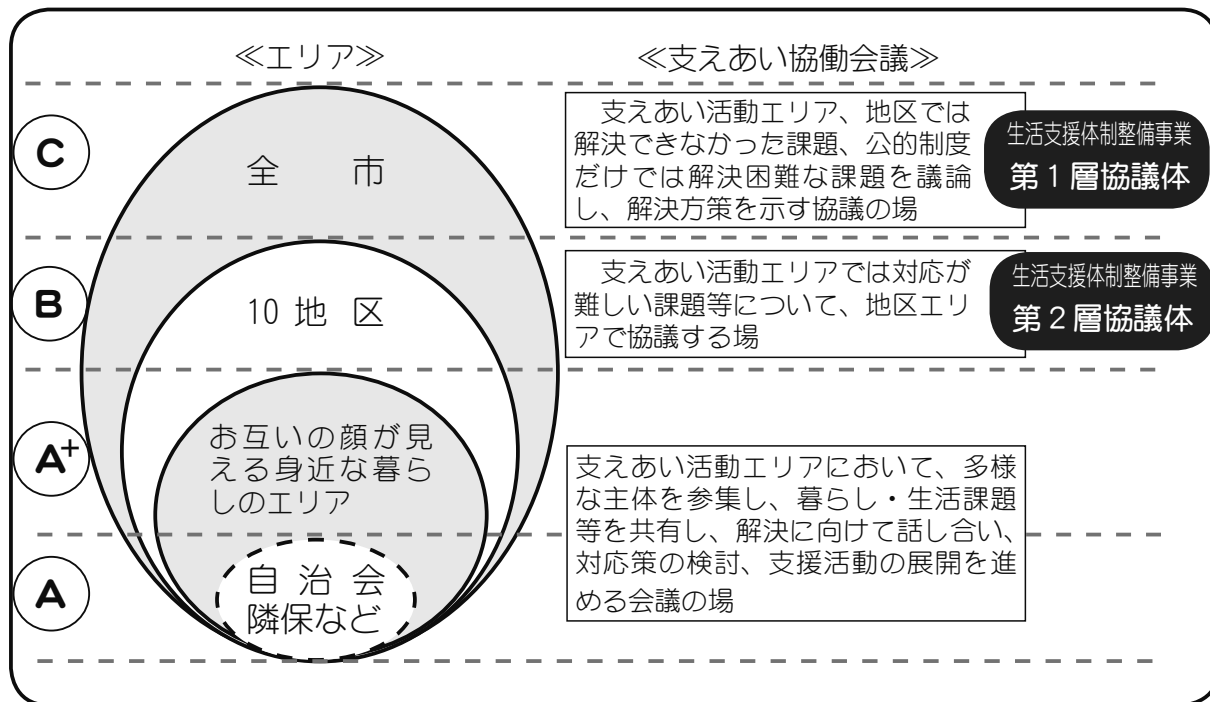 ≪エリア≫
≪支えあい協働会議≫
C
全 市
支えあい活動エリア、地区では
解決できなかった課題、公的制度
だけでは解決困難な課題を議論
し、解決方策を示す協議の場
生活支援体制整備事業
第1層協議体
B
10 地 区
支えあい活動エリアでは対応が
難しい課題等について、地区エリ
アで協議する場
生活支援体制整備事業
第2層協議体
A+
お互いの顔が見
える身近な暮ら
しのエリア
支えあい活動エリアにおいて、多様
な主体を参集し、暮らし・生活課題
等を共有し、解決に向けて話し合い、
対応策の検討、支援活動の展開を進
める会議の場
A
自 治 会
隣保など